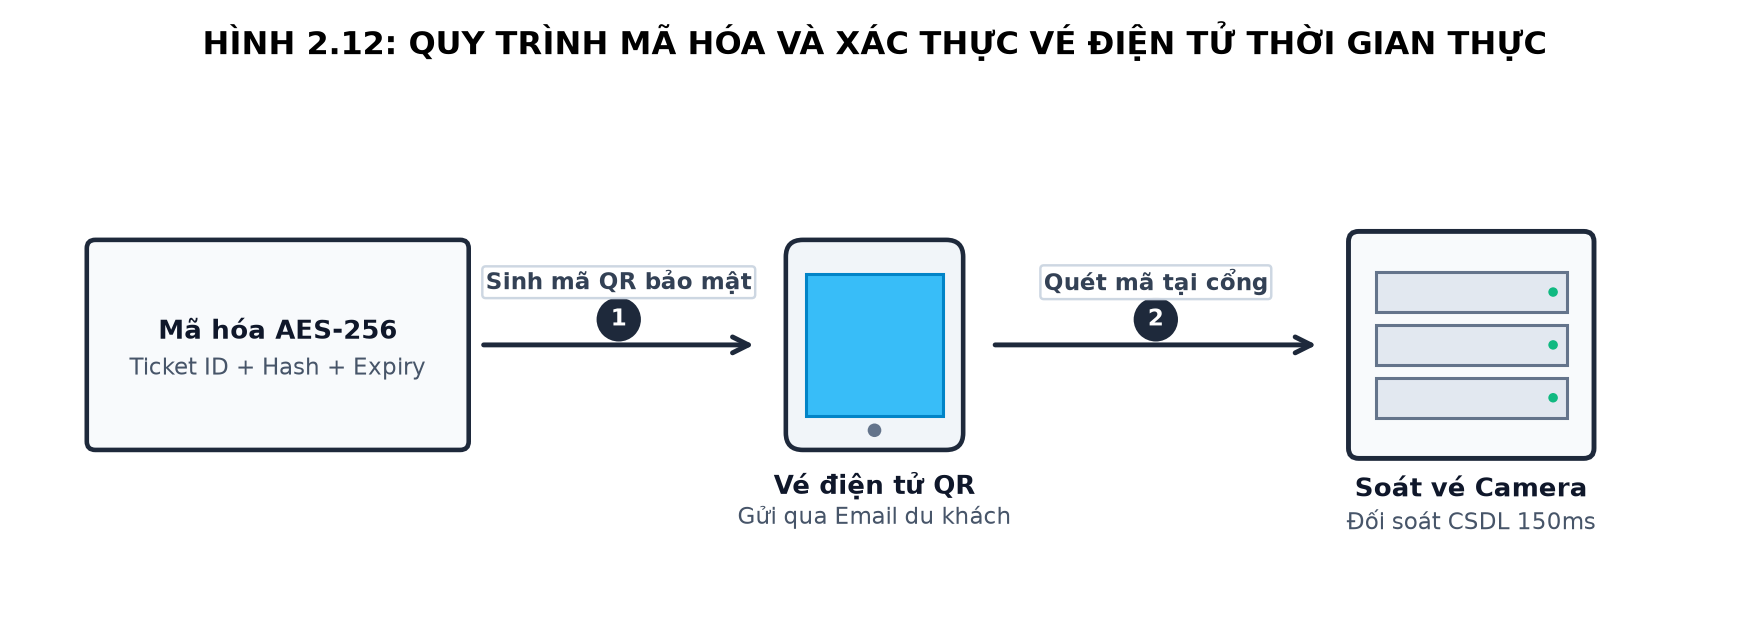 HÌNH 2.12: QUY TRÌNH MÃ HÓA VÀ XÁC THỰC VÉ ĐIỆN TỬ THỜI GIAN THỰC
Mã hóa AES-256
Ticket ID + Hash + Expiry
Sinh mã QR bảo mật
1
Vé điện tử QR
Gửi qua Email du khách
Quét mã tại cổng
2
Soát vé Camera
Đối soát CSDL 150ms